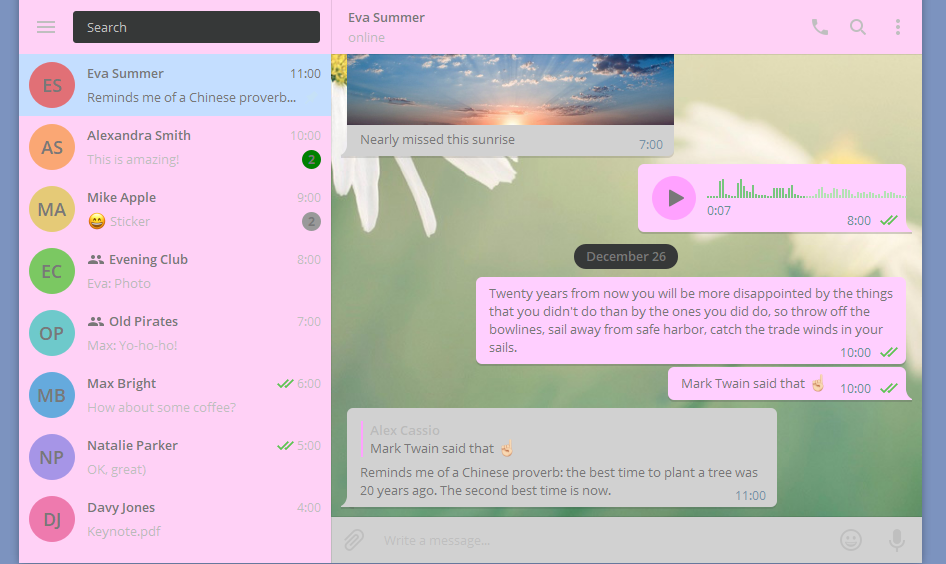 Search
ES
Eva Summer 11:00
Reminds me of a Chinese proverb...
AS
Alexandra Smith 10:00
This is amazing! 2
MA
Mike Apple 9:00
😄 Sticker 2
EC
Evening Club 8:00
Eva: Photo
OP
Old Pirates 7:00
Max: Yo-ho-ho!
MB
Max Bright 6:00
How about some coffee?
NP
Natalie Parker 5:00
OK, great)
DJ
Davy Jones 4:00
Keynote.pdf
Eva Summer
online
Nearly missed this sunrise
7:00
0:07
8:00
December 26
Twenty years from now you will be more disappointed by the things
that you didn't do than by the ones you did do, so throw off the
bowlines, sail away from safe harbor, catch the trade winds in your
sails.
10:00
Mark Twain said that ☝🏻 10:00
Alex Cassio
Mark Twain said that ☝🏻
Reminds me of a Chinese proverb: the best time to plant a tree was
20 years ago. The second best time is now.
11:00
Write a message...